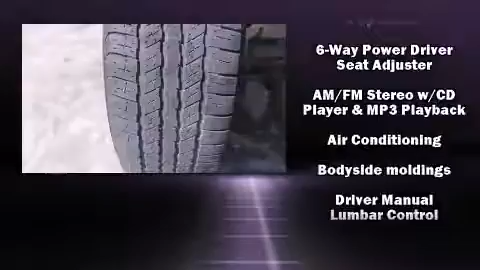 6-Way Power Driver
Seat Adjuster
AM/FM Stereo w/CD
Player & MP3 Playback
Air Conditioning
Bodyside moldings
Driver Manual
Lumbar Control